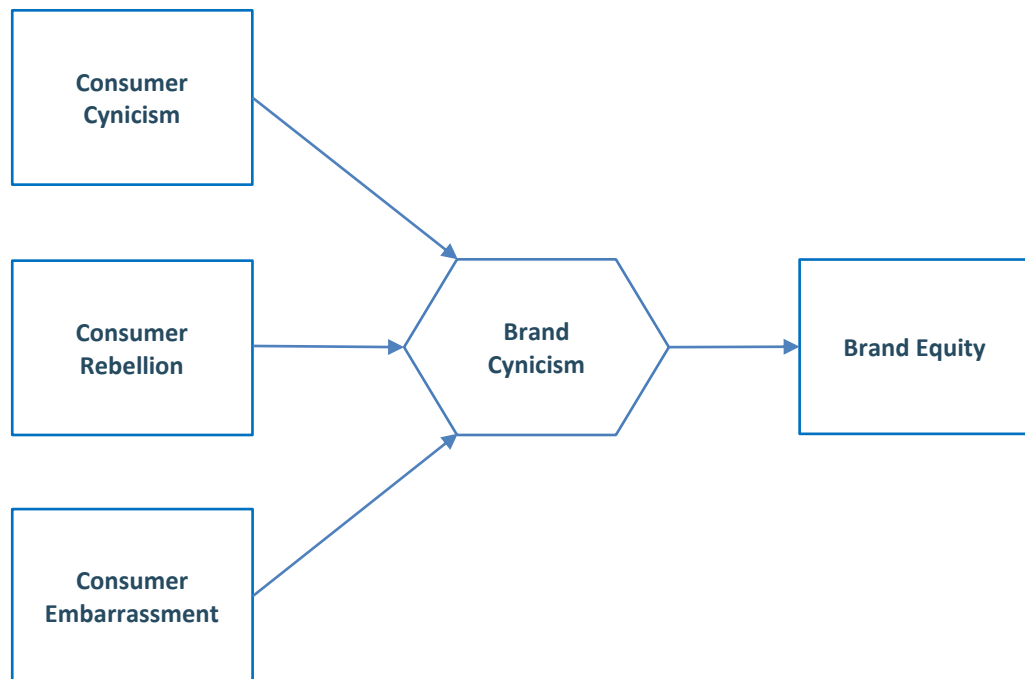 Consumer
Cynicism
Consumer
Rebellion
Brand
Cynicism
Brand Equity
Consumer
Embarrassment